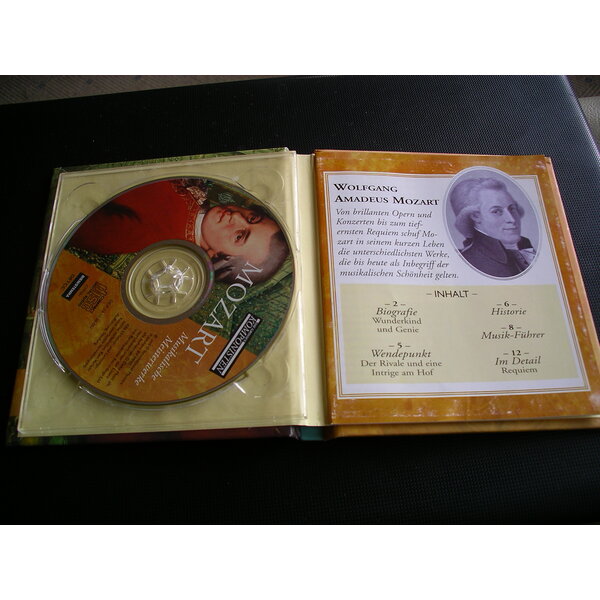 MOZART
Musikalische
Meisterwerke
KOMPONISTEN
WOLFGANG
AMADEUS MOZART
Von brillanten Opern und
Konzerten bis zum tief-
ernsten Requiem schuf Mo-
zart in seinem kurzen Leben
die unterschiedlichsten Werke,
die bis heute als Inbegriff der
musikalischen Schönheit gelten.
– INHALT –
– 2 –
Biografie
Wunderkind
und Genie
– 5 –
Wendepunkt
Der Rivale und eine
Intrige am Hof
– 6 –
Historie
– 8 –
Musik-Führer
– 12 –
Im Detail
Requiem